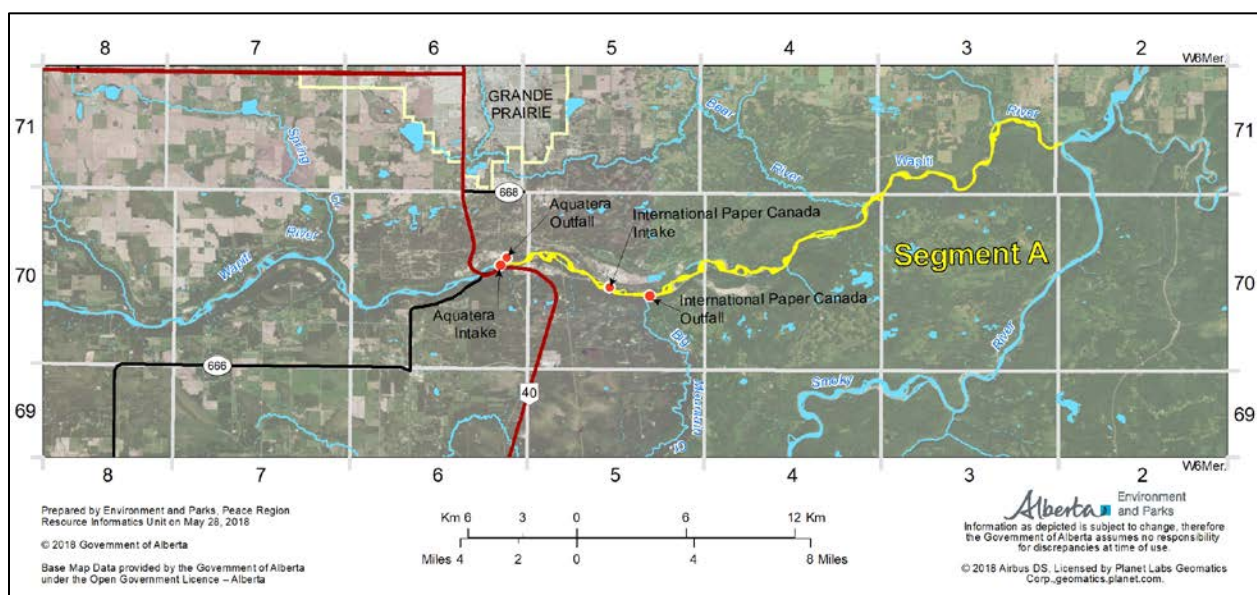 8 7 6 5 4 3 2
W6Mer.
GRANDE
PRAIRIE
71
71
Bear
River
Spring
Cr.
Wapiti
River
668
Aquatera
Outfall
International Paper Canada
Intake
Wapiti
River
Segment A
70
70
Aquatera
Intake
International Paper Canada
Outfall
Big
Mountain
666
River
40
Smoky
69
69
8 7 6 5 4 3 2
W6Mer.
Prepared by Environment and Parks, Peace Region
Resource Informatics Unit on May 28, 2018
© 2018 Government of Alberta
Base Map Data provided by the Government of Alberta
under the Open Government Licence – Alberta
Km 6 3 0 6 12 Km
Miles 4 2 0 4 8 Miles
Alberta Environment
and Parks
Information as depicted is subject to change, therefore
the Government of Alberta assumes no responsibility
for discrepancies at time of use.
© 2018 Airbus DS, Licensed by Planet Labs Geomatics
Corp.,geomatics.planet.com.